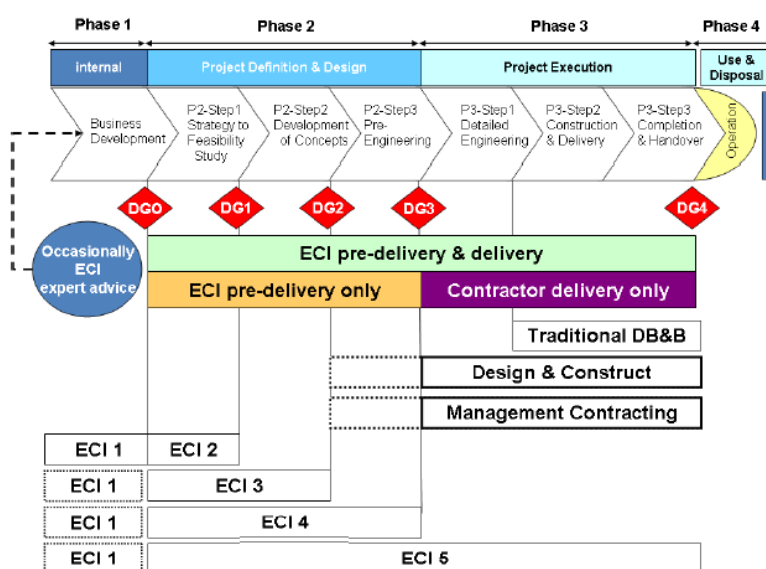 Phase 1
Phase 2
Phase 3
Phase 4
internal
Project Definition & Design
Project Execution
Use &
Disposal
Business
Development
P2-Step1
Strategy to
Feasibility
Study
P2-Step2
Development
of Concepts
P2-Step3
Pre-
Engineering
P3-Step1
Detailed
Engineering
P3-Step2
Construction
& Delivery
P3-Step3
Completion
& Handover
Operation
DG0
DG1
DG2
DG3
DG4
Occasionally
ECI
expert advice
ECI pre-delivery & delivery
ECI pre-delivery only
Contractor delivery only
Traditional DB&B
Design & Construct
Management Contracting
ECI 1
ECI 2
ECI 1
ECI 3
ECI 1
ECI 4
ECI 1
ECI 5